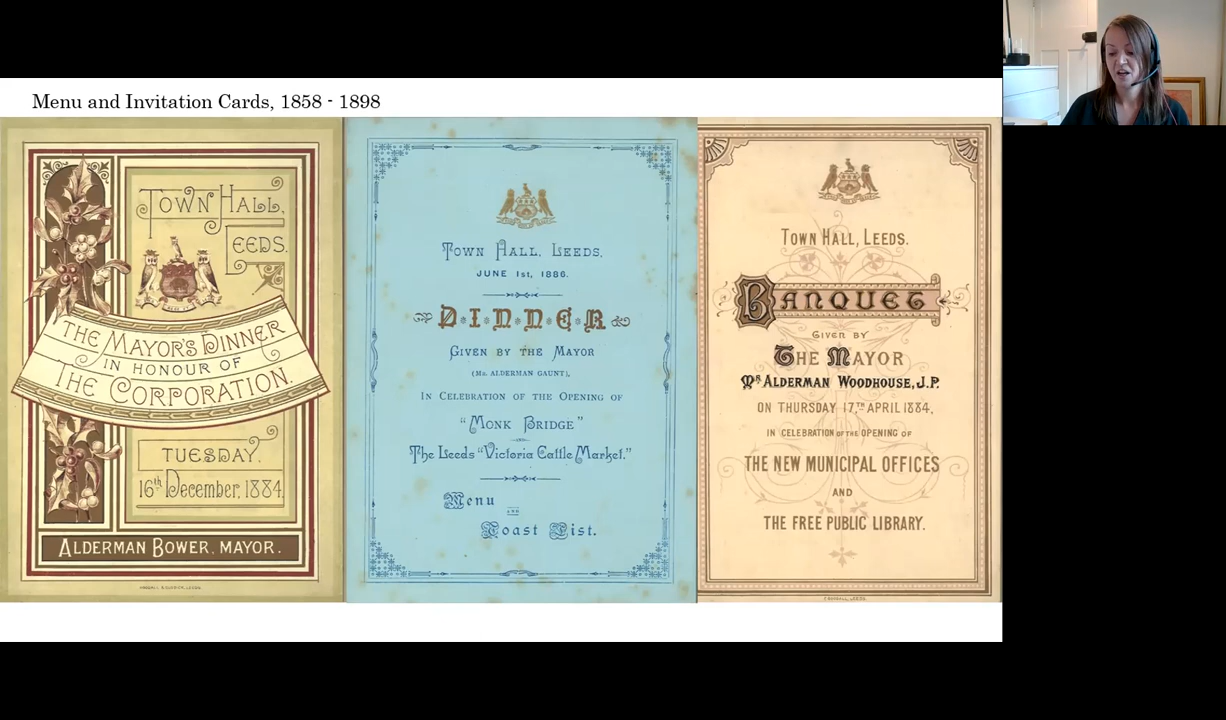 Menu and Invitation Cards, 1858 - 1898
TOWN HALL,
LEEDS.
THE MAYOR'S DINNER
IN HONOUR OF
THE CORPORATION.
TUESDAY.
16th December, 1884.
ALDERMAN BOWER, MAYOR.
TOWN HALL, LEEDS,
JUNE 1st, 1886.
DINNER
GIVEN BY THE MAYOR
(MR. ALDERMAN GAUNT),
IN CELEBRATION OF THE OPENING OF
"MONK BRIDGE"
AND
The Leeds "Victoria Cattle Market."
Menu
AND
Toast List.
TOWN HALL, LEEDS.
BANQUET
GIVEN BY
THE MAYOR
MR ALDERMAN WOODHOUSE, J.P.
ON THURSDAY 17TH APRIL 1884,
IN CELEBRATION OF THE OPENING OF
THE NEW MUNICIPAL OFFICES
AND
THE FREE PUBLIC LIBRARY.